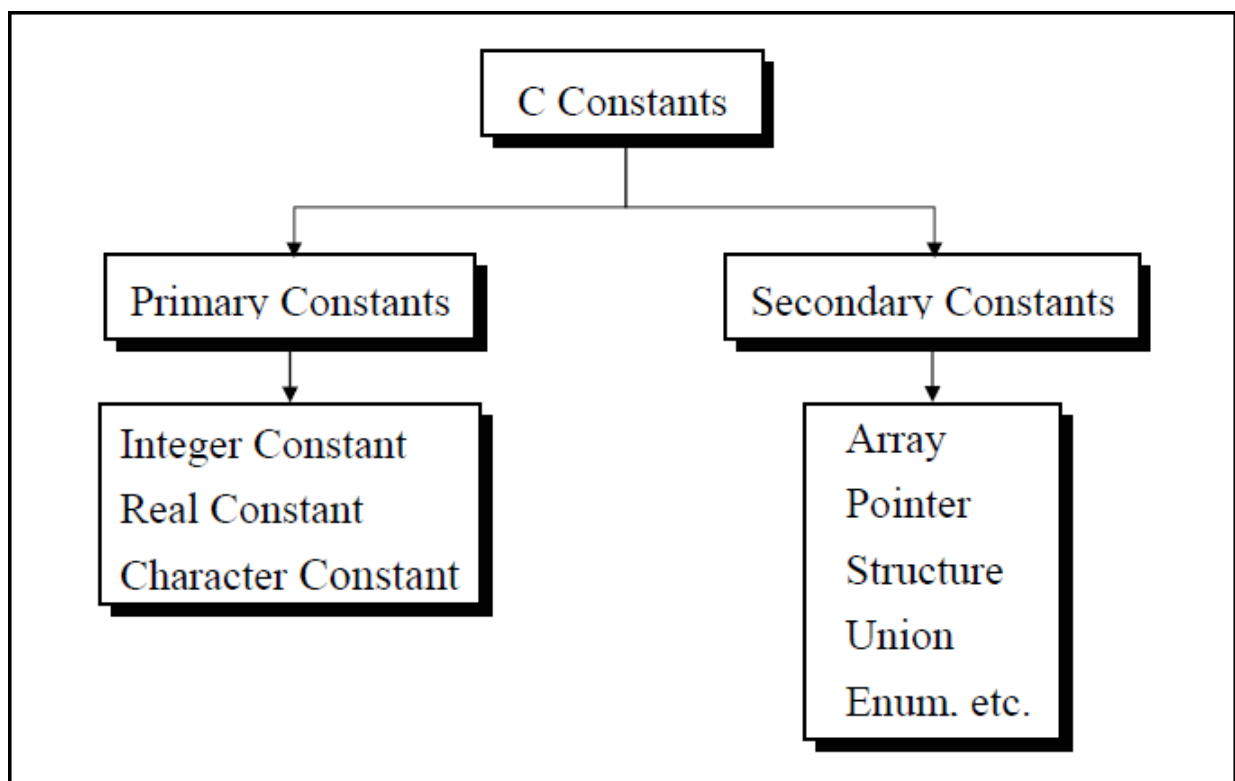 C Constants
Primary Constants
Secondary Constants
Integer Constant
Real Constant
Character Constant
Array
Pointer
Structure
Union
Enum. etc.